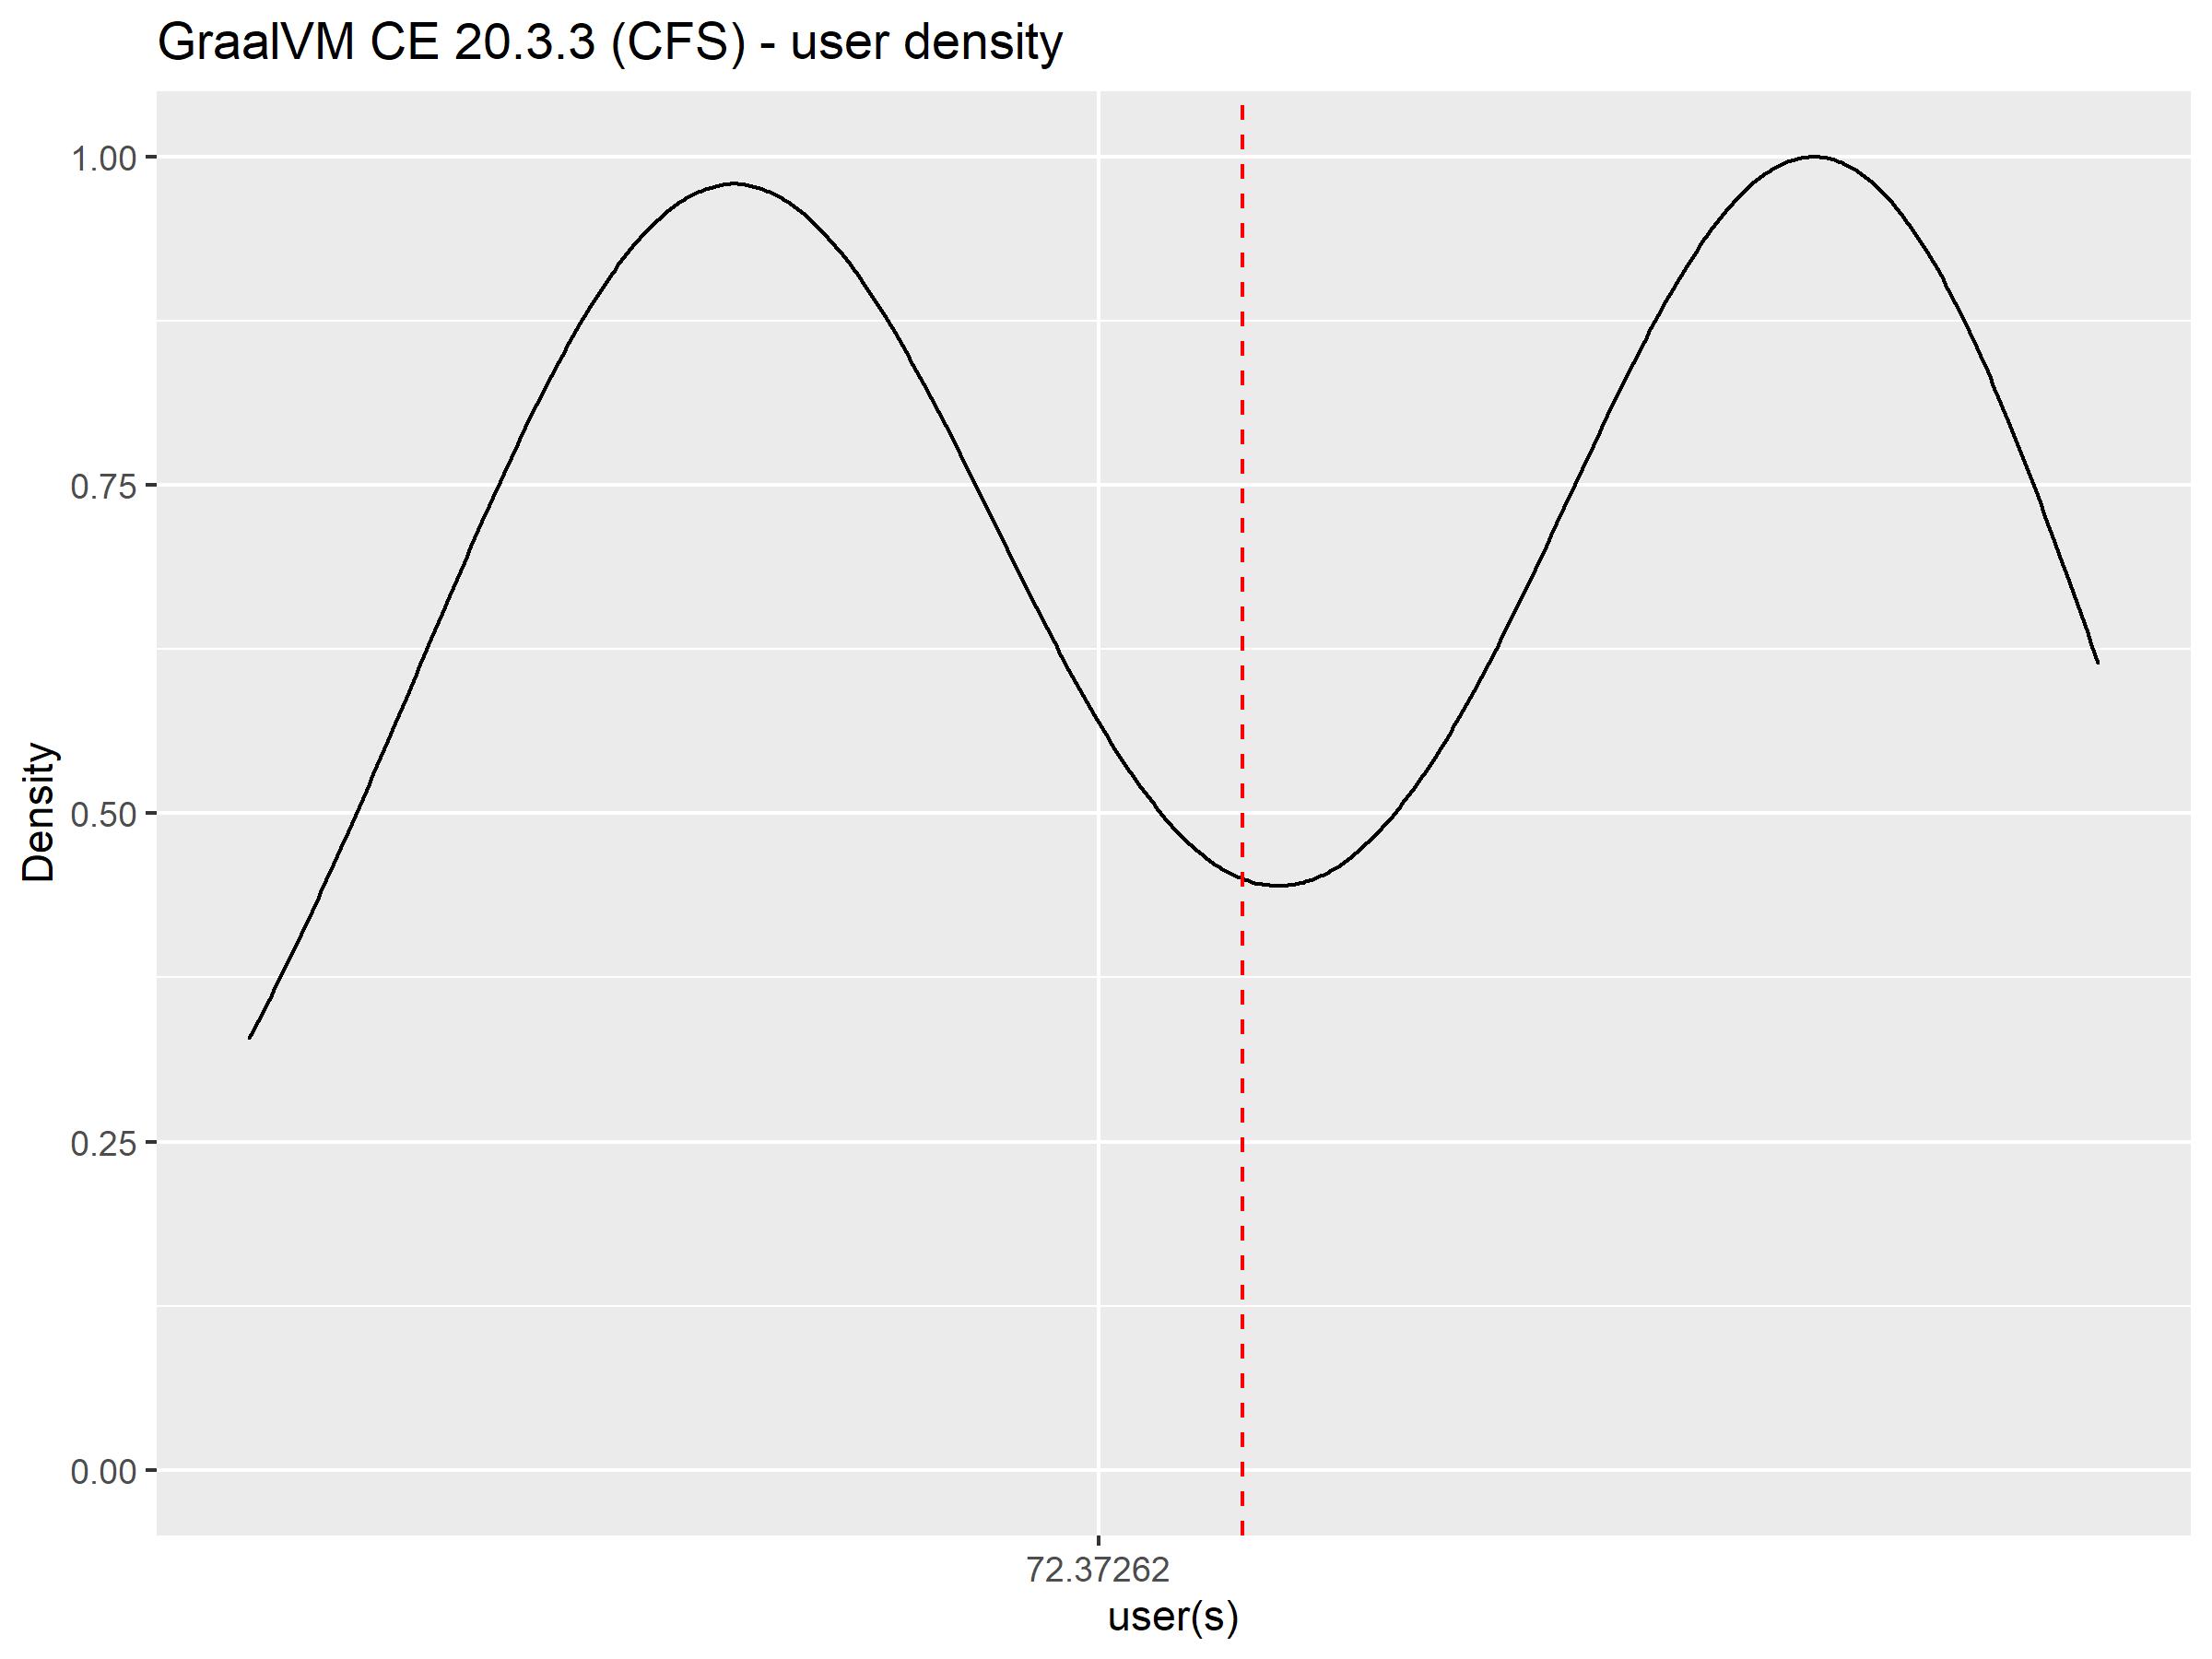 GraalVM CE 20.3.3 (CFS) - user density
1.00
0.75
0.50
0.25
0.00
Density
72.37262
user(s)